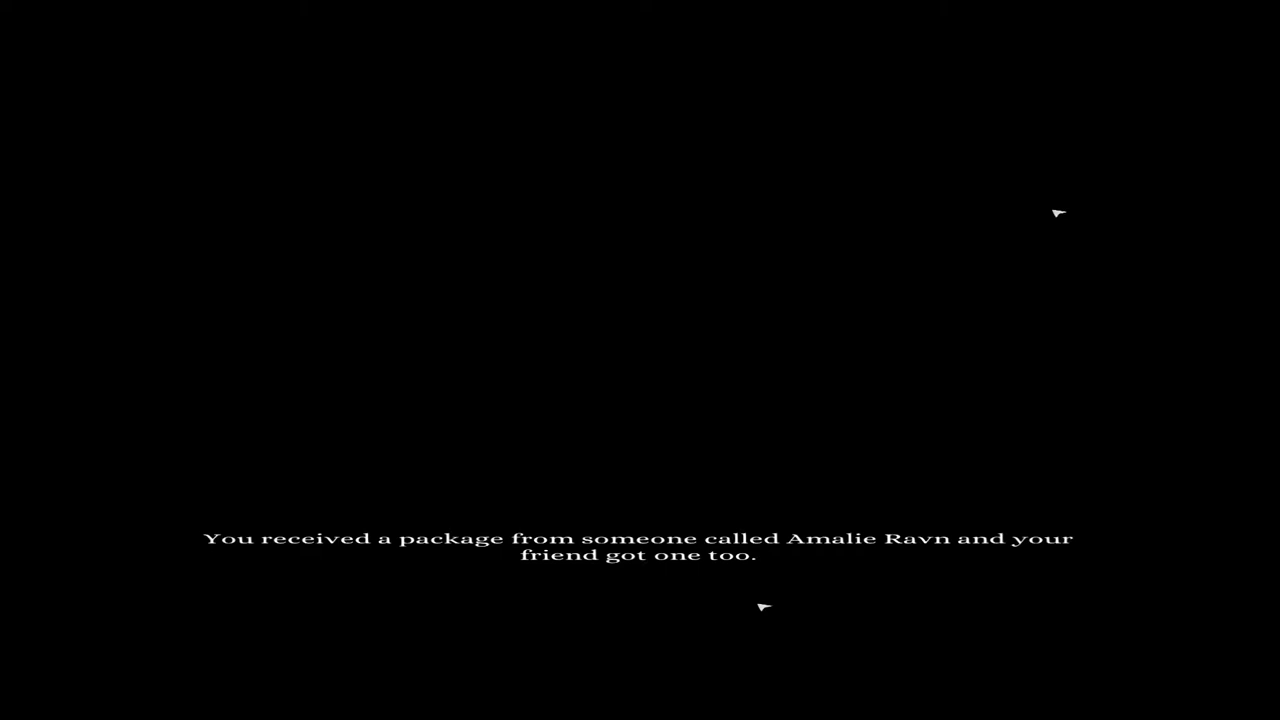 You received a package from someone called Amalie Ravn and your
friend got one too.